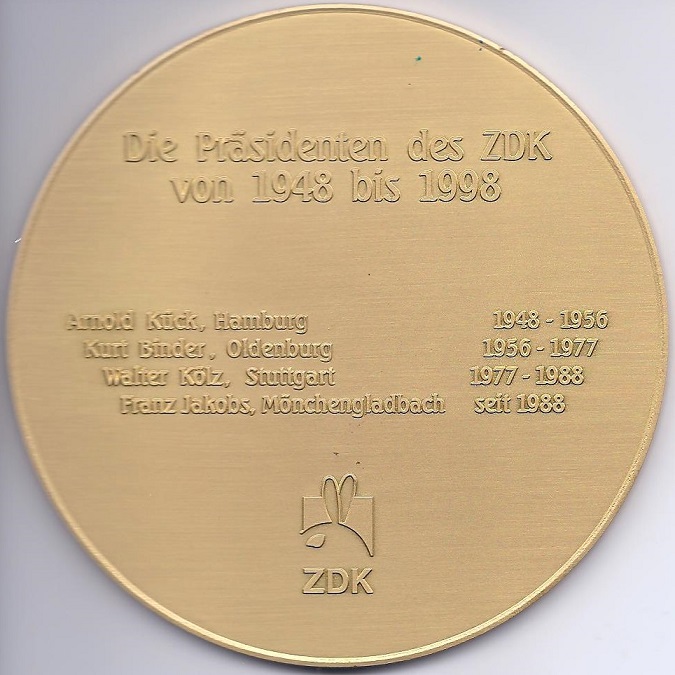 Die Präsidenten des ZDK
von 1948 bis 1998
Arnold Kück, Hamburg 1948 - 1956
Kurt Binder, Oldenburg 1956 - 1977
Walter Kölz, Stuttgart 1977 - 1988
Franz Jakobs, Mönchengladbach seit 1988
ZDK